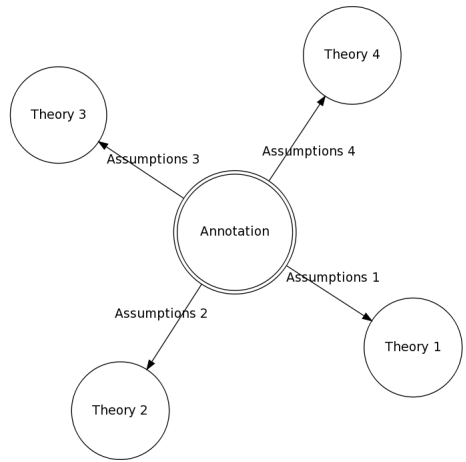 Theory 4
Theory 3
Assumptions 4
Assumptions 3
Annotation
Assumptions 1
Assumptions 2
Theory 1
Theory 2